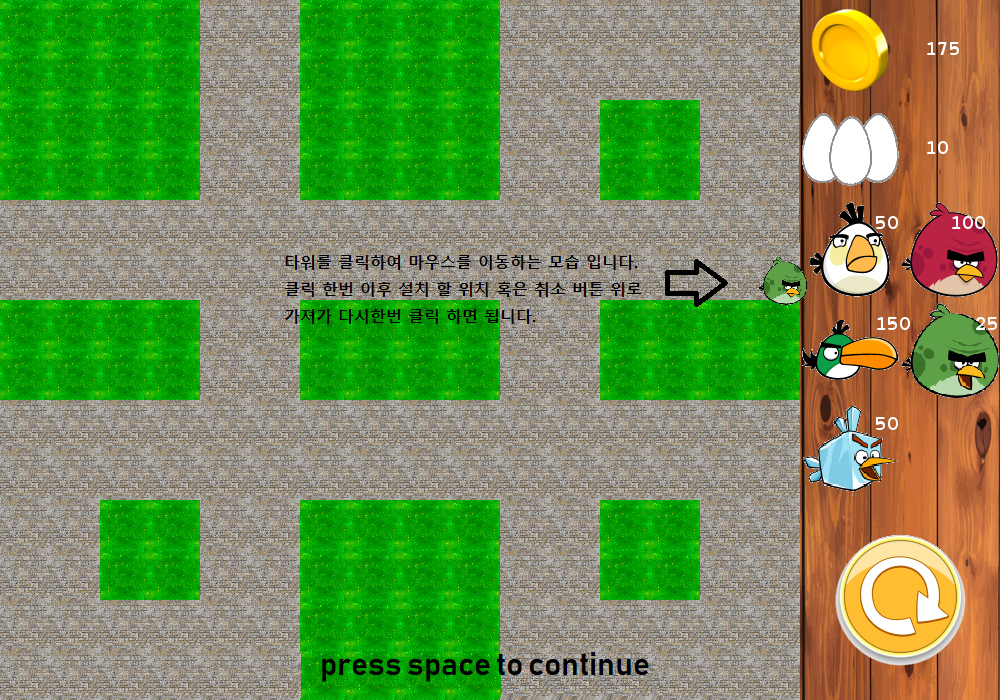 175
10
50
100
타워를 클릭하여 마우스를 이동하는 모습 입니다.
클릭 한번 이후 설치 할 위치 혹은 취소 버튼 위로
가져가 다시한번 클릭 하면 됩니다.
150
25
50
press space to continue